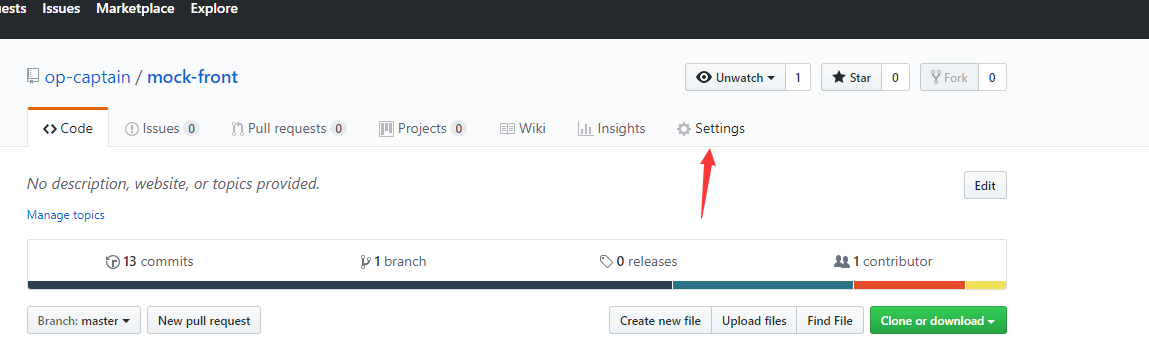 Issues Marketplace Explore
op-captain / mock-front
Unwatch 1 Star 0 Fork 0
Code Issues 0 Pull requests 0 Projects 0 Wiki Insights Settings
No description, website, or topics provided.
Edit
Manage topics
13 commits 1 branch 0 releases 1 contributor
Branch: master New pull request Create new file Upload files Find File Clone or download